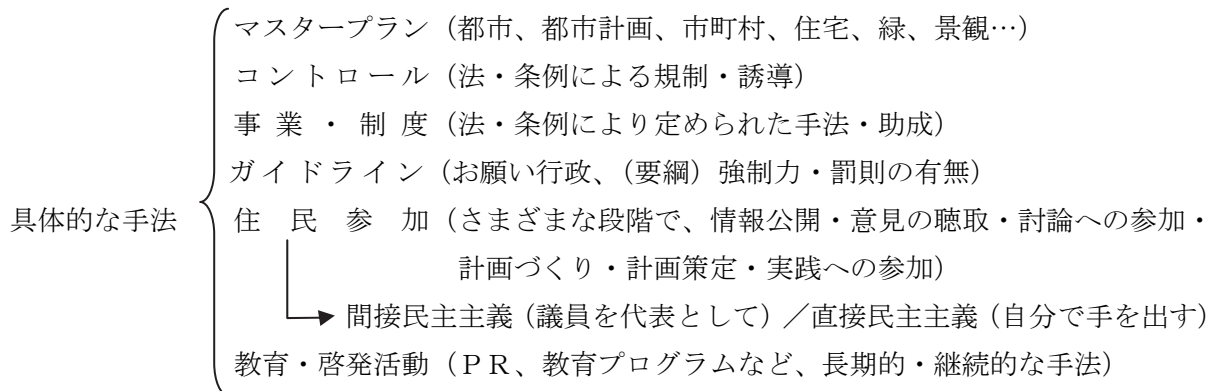 マスタープラン（都市、都市計画、市町村、住宅、緑、景観…）
コントロール（法・条例による規制・誘導）
事業・制度（法・条例により定められた手法・助成）
ガイドライン（お願い行政、（要綱）強制力・罰則の有無）
具体的な手法
住民参加（さまざまな段階で、情報公開・意見の聴取・討論への参加・
計画づくり・計画策定・実践への参加）
間接民主主義（議員を代表として）／直接民主主義（自分で手を出す）
教育・啓発活動（ＰＲ、教育プログラムなど、長期的・継続的な手法）